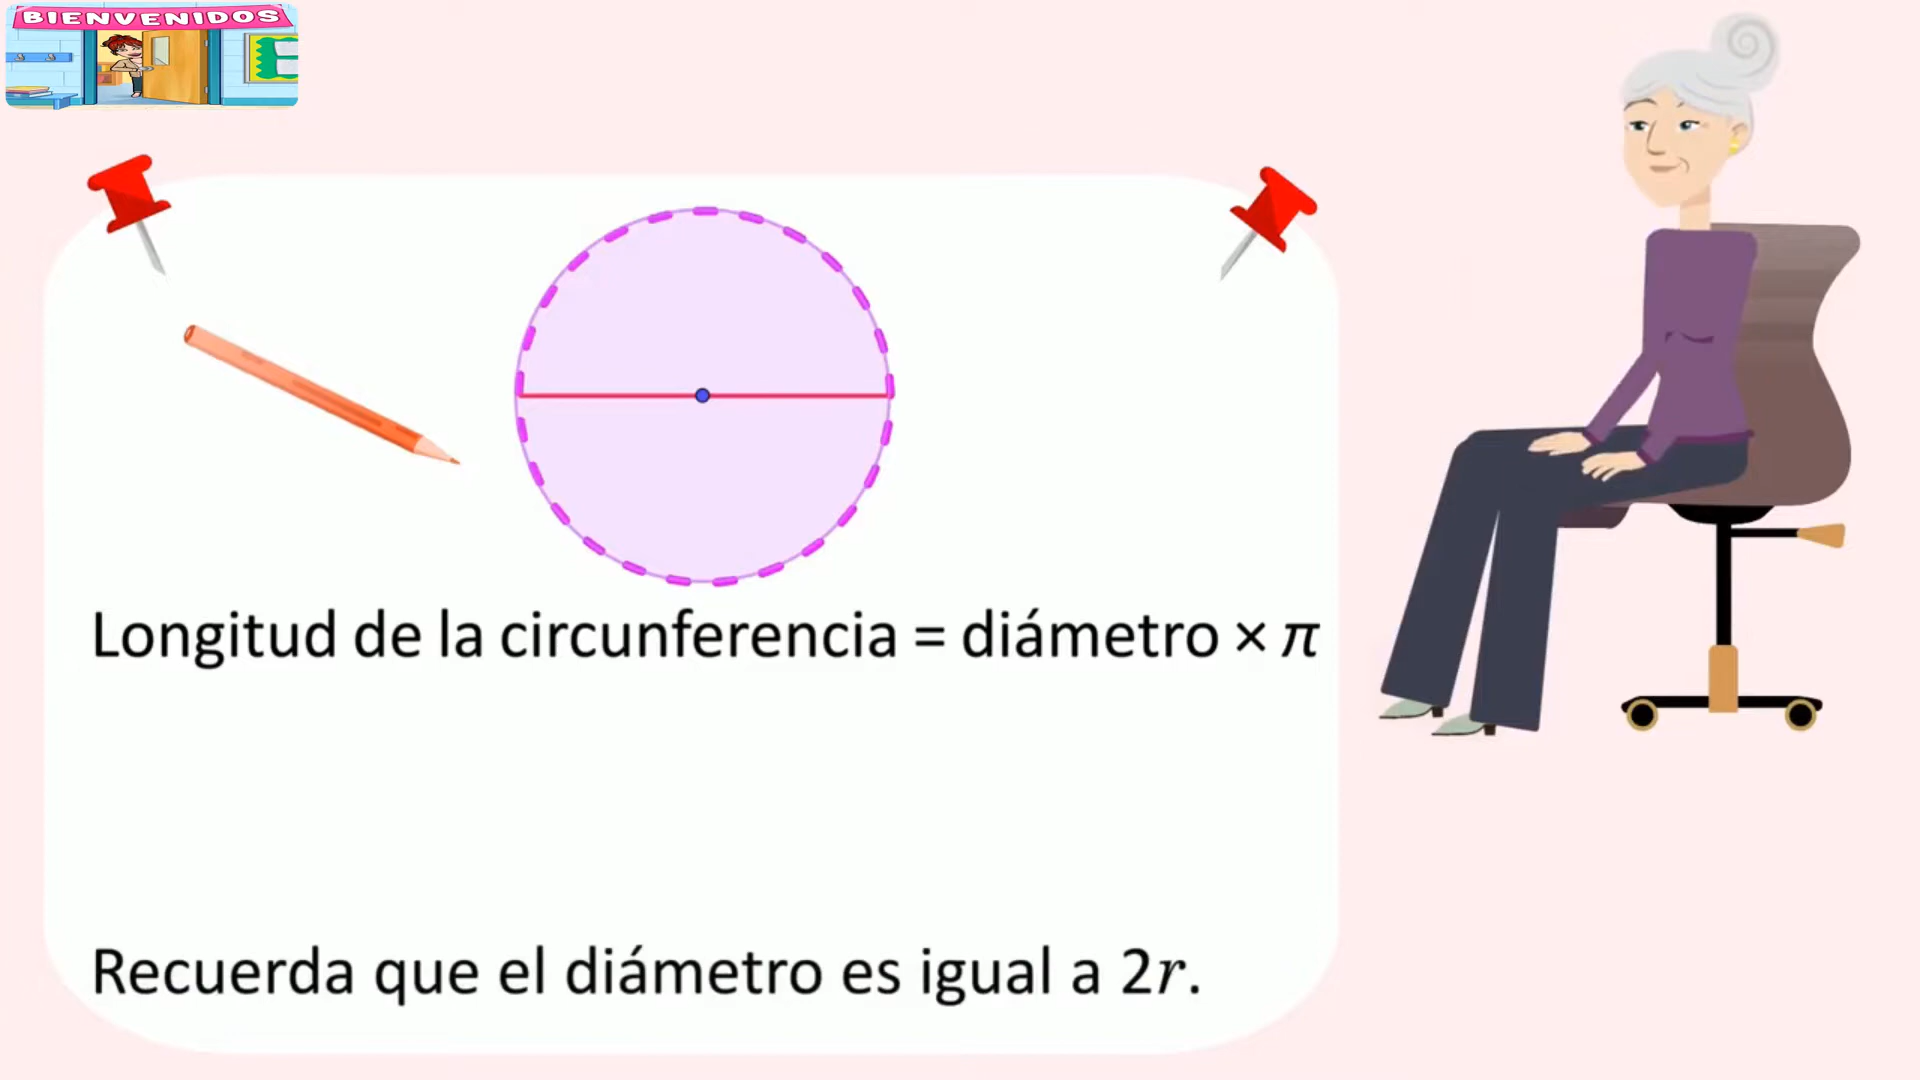 BIENVENIDOS
Longitud de la circunferencia = diámetro × π
Recuerda que el diámetro es igual a 2r.